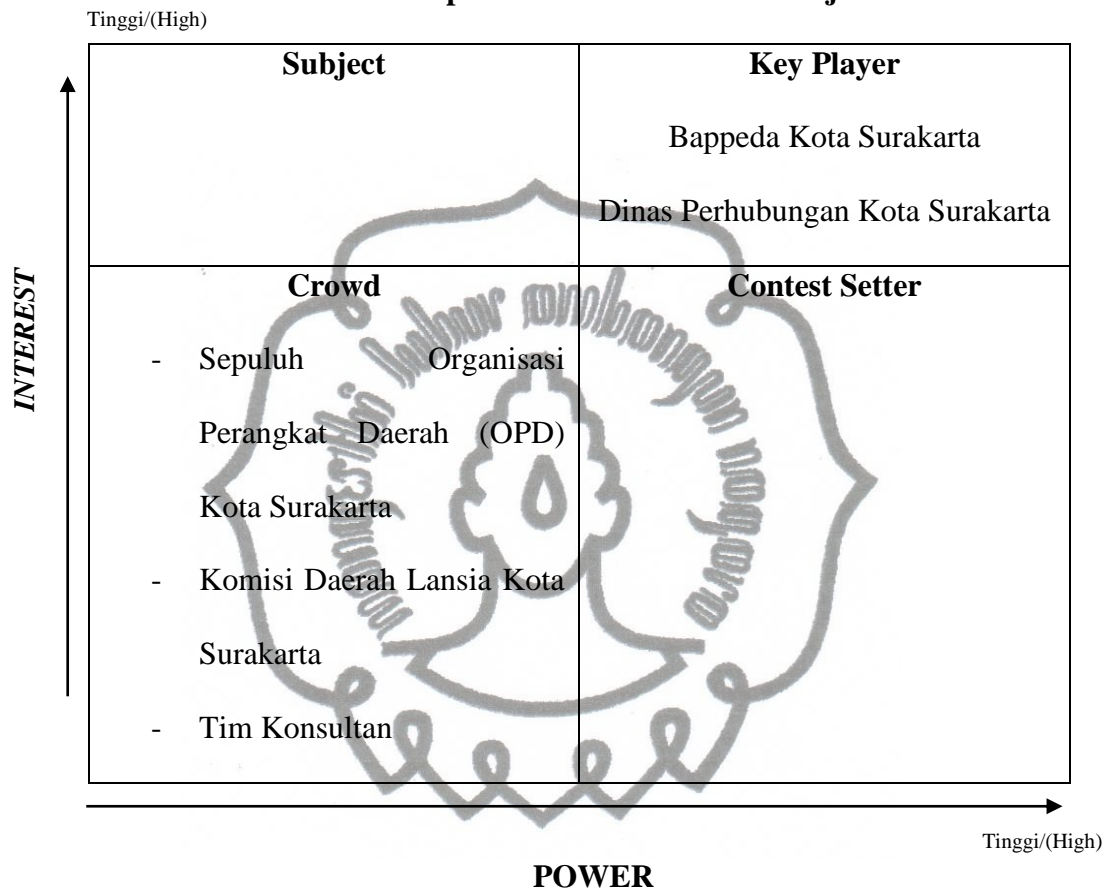 Tinggi/(High)
Subject
Key Player
Bappeda Kota Surakarta
Dinas Perhubungan Kota Surakarta
Crowd
Contest Setter
- Sepuluh Organisasi
Perangkat Daerah (OPD)
Kota Surakarta
- Komisi Daerah Lansia Kota
Surakarta
- Tim Konsultan
INTEREST
Tinggi/(High)
POWER